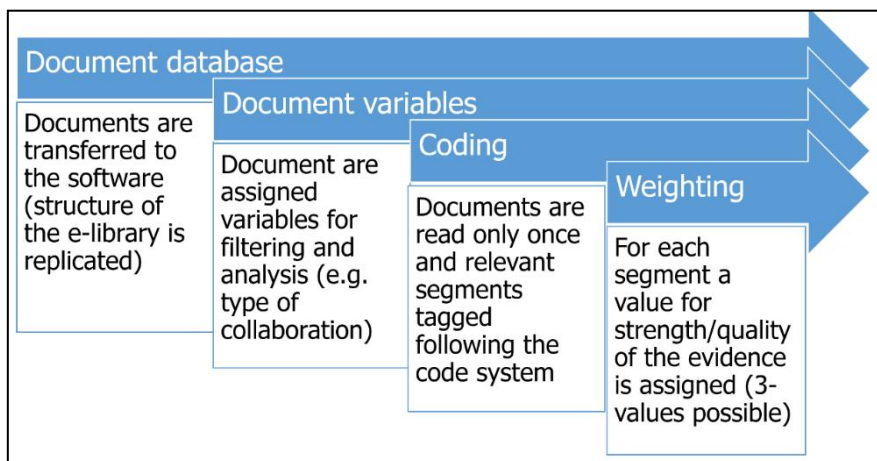 Document database
Documents are
transferred to
the software
(structure of
the e-library is
replicated)
Document variables
Document are
assigned
variables for
filtering and
analysis (e.g.
type of
collaboration)
Coding
Documents are
read only once
and relevant
segments
tagged
following the
code system
Weighting
For each
segment a
value for
strength/quality
of the evidence
is assigned (3-
values possible)